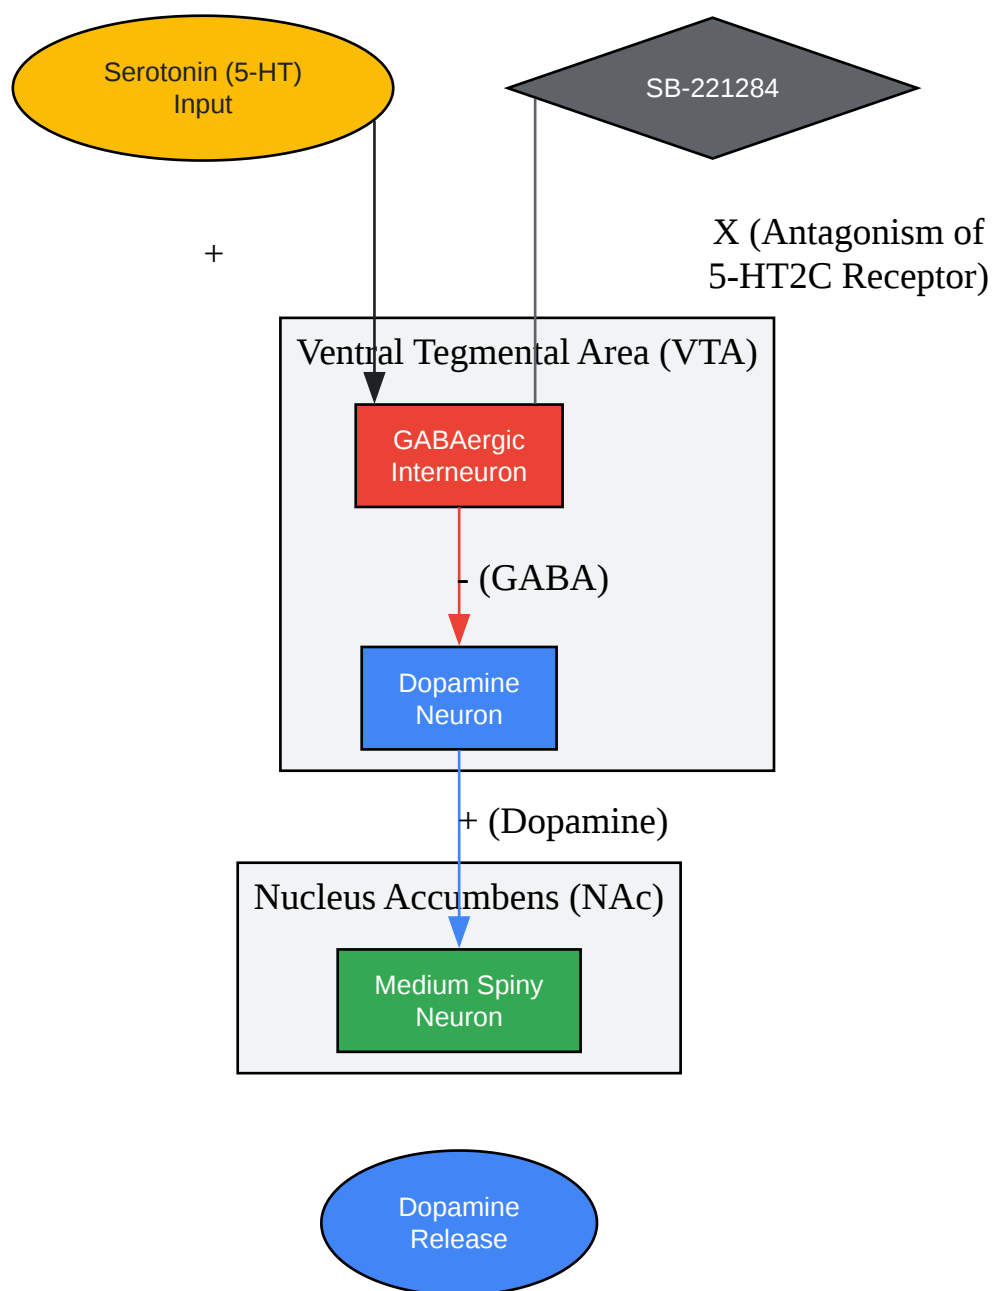 Serotonin (5-HT)
Input
SB-221284
+
X (Antagonism of
5-HT2C Receptor)
Ventral Tegmental Area (VTA)
GABAergic
Interneuron
- (GABA)
Dopamine
Neuron
+ (Dopamine)
Nucleus Accumbens (NAc)
Medium Spiny
Neuron
Dopamine
Release